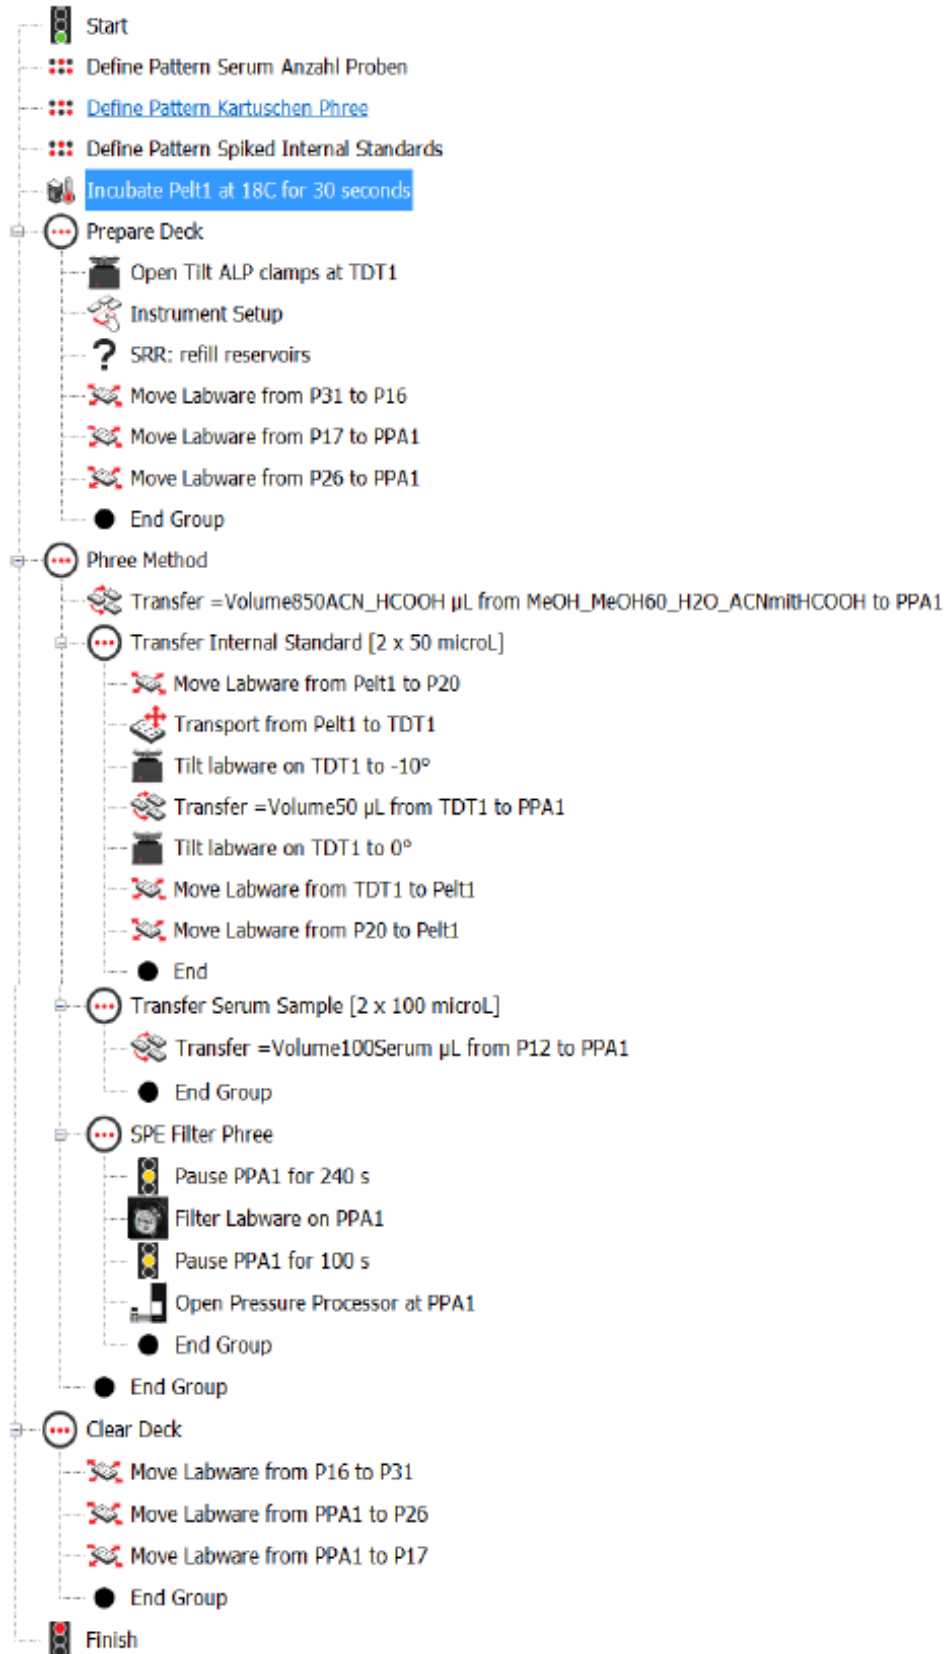 Start
Define Pattern Serum Anzahl Proben
Define Pattern Kartuschen Phree
Define Pattern Spiked Internal Standards
Incubate Pelt1 at 18C for 30 seconds
Prepare Deck
Open Tilt ALP clamps at TDT1
Instrument Setup
SRR: refill reservoirs
Move Labware from P31 to P16
Move Labware from P17 to PPA1
Move Labware from P26 to PPA1
End Group
Phree Method
Transfer =Volume850ACN_HCOOH µL from MeOH_MeOH60_H2O_ACNmitHCOOH to PPA1
Transfer Internal Standard [2 x 50 microL]
Move Labware from Pelt1 to P20
Transport from Pelt1 to TDT1
Tilt labware on TDT1 to -10°
Transfer =Volume50 µL from TDT1 to PPA1
Tilt labware on TDT1 to 0°
Move Labware from TDT1 to Pelt1
Move Labware from P20 to Pelt1
End
Transfer Serum Sample [2 x 100 microL]
Transfer =Volume100Serum µL from P12 to PPA1
End Group
SPE Filter Phree
Pause PPA1 for 240 s
Filter Labware on PPA1
Pause PPA1 for 100 s
Open Pressure Processor at PPA1
End Group
End Group
Clear Deck
Move Labware from P16 to P31
Move Labware from PPA1 to P26
Move Labware from PPA1 to P17
End Group
Finish